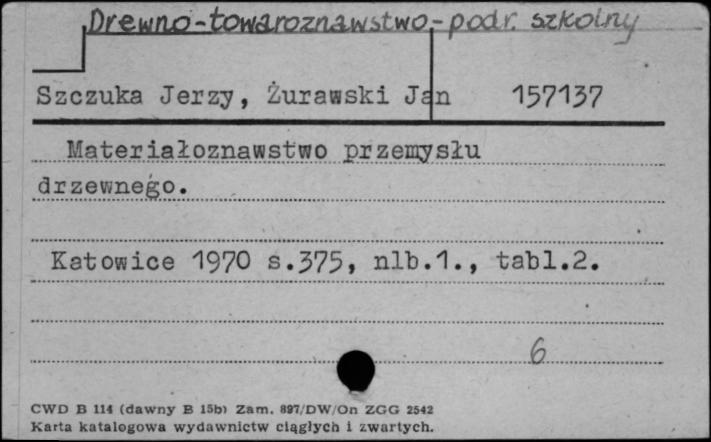 Drewno-towaroznawstwo-podr. szkolny
Szczuka Jerzy, Żurawski Jan 157137
Materiałoznawstwo przemysłu
drzewnego.
Katowice 1970 s.375, nlb.1., tabl.2.
6
CWD B 114 (dawny B 15b) Zam. 897/DW/On ZGG 2542
Karta katalogowa wydawnictw ciągłych i zwartych.